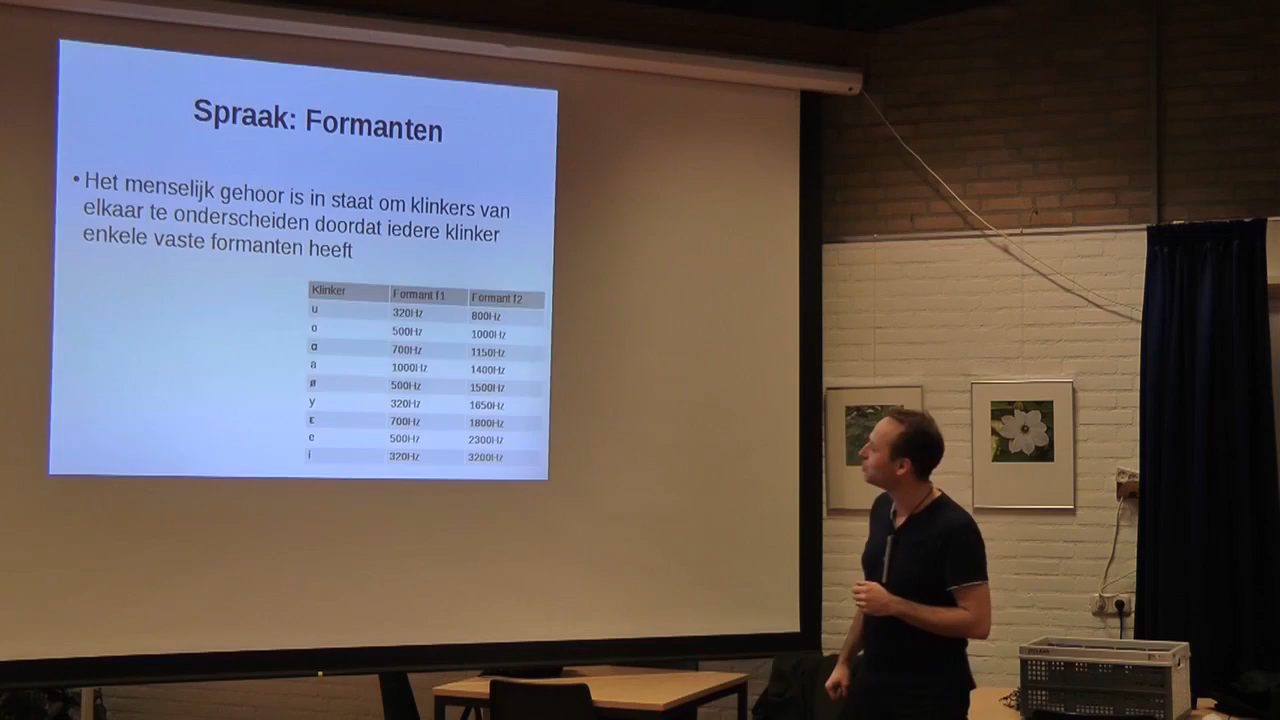 Spraak: Formanten
• Het menselijk gehoor is in staat om klinkers van
elkaar te onderscheiden doordat iedere klinker
enkele vaste formanten heeft
Klinker Formant f1 Formant f2
u 320Hz 800Hz
o 500Hz 1000Hz
ɑ 700Hz 1150Hz
a 1000Hz 1400Hz
ø 500Hz 1500Hz
y 320Hz 1650Hz
ɛ 700Hz 1800Hz
e 500Hz 2300Hz
i 320Hz 3200Hz